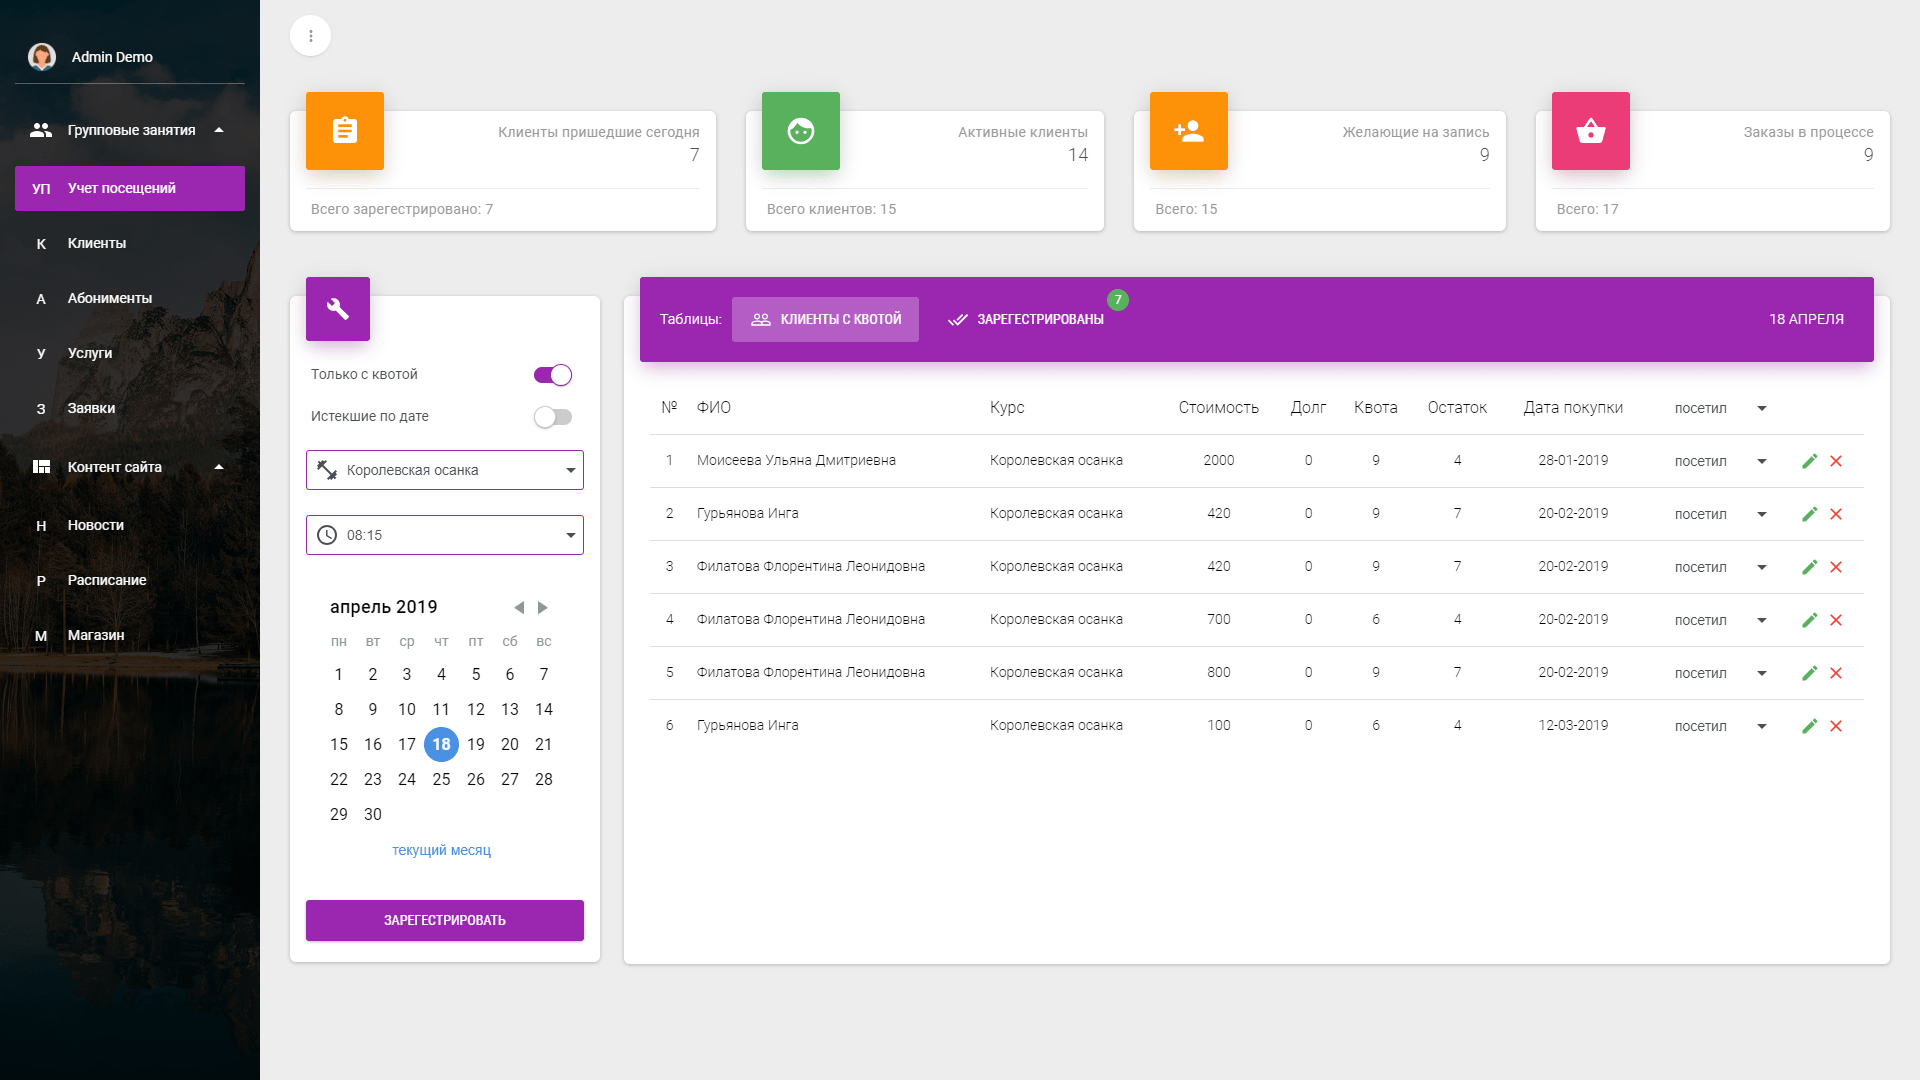 Admin Demo
Групповые занятия
УП Учет посещений
К Клиенты
А Абонименты
У Услуги
З Заявки
Контент сайта
Н Новости
Р Расписание
М Магазин
Клиенты пришедшие сегодня
7
Всего зарегестрировано: 7
Активные клиенты
14
Всего клиентов: 15
Желающие на запись
9
Всего: 15
Заказы в процессе
9
Всего: 17
Только с квотой
Истекшие по дате
Королевская осанка
08:15
апрель 2019
пн вт ср чт пт сб вс
1 2 3 4 5 6 7
8 9 10 11 12 13 14
15 16 17 18 19 20 21
22 23 24 25 26 27 28
29 30
текущий месяц
ЗАРЕГЕСТРИРОВАТЬ
Таблицы: КЛИЕНТЫ С КВОТОЙ ЗАРЕГЕСТРИРОВАНЫ 7 18 АПРЕЛЯ
№ ФИО Курс Стоимость Долг Квота Остаток Дата покупки посетил
1 Моисеева Ульяна Дмитриевна Королевская осанка 2000 0 9 4 28-01-2019 посетил
2 Гурьянова Инга Королевская осанка 420 0 9 7 20-02-2019 посетил
3 Филатова Флорентина Леонидовна Королевская осанка 420 0 9 7 20-02-2019 посетил
4 Филатова Флорентина Леонидовна Королевская осанка 700 0 6 4 20-02-2019 посетил
5 Филатова Флорентина Леонидовна Королевская осанка 800 0 9 7 20-02-2019 посетил
6 Гурьянова Инга Королевская осанка 100 0 6 4 12-03-2019 посетил